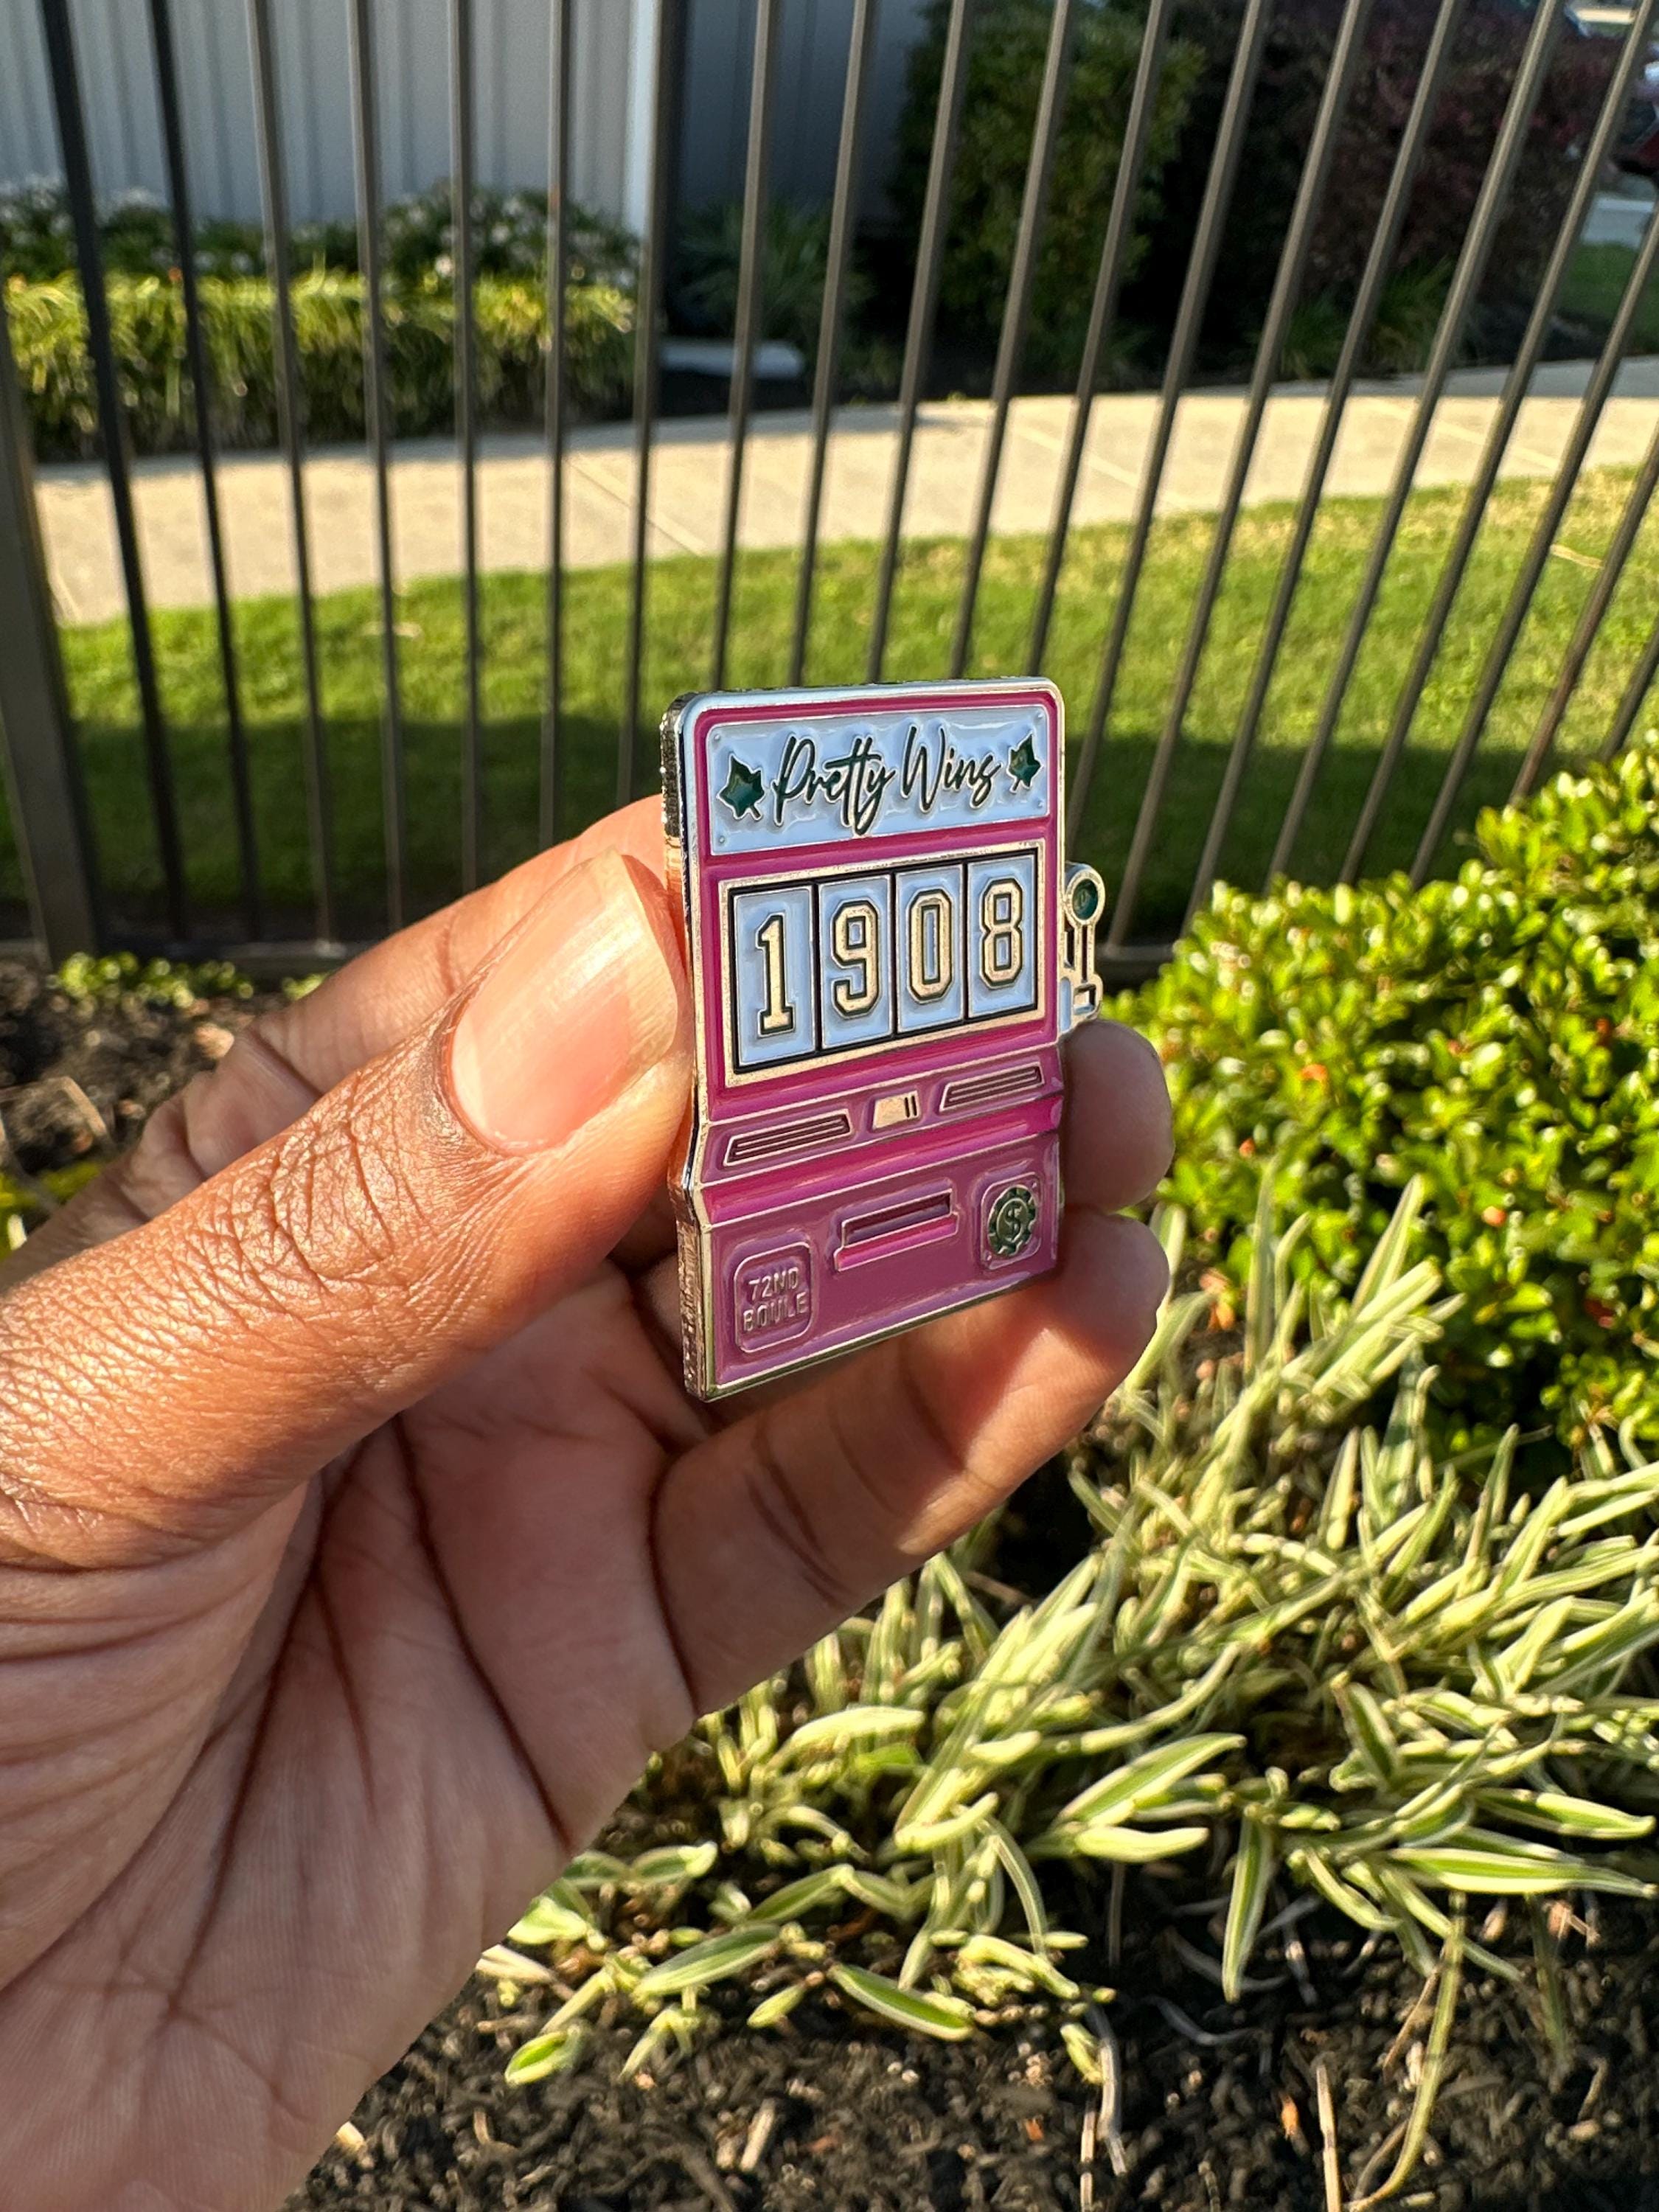 Pretty Wins
1908
$
72ND
BOULE